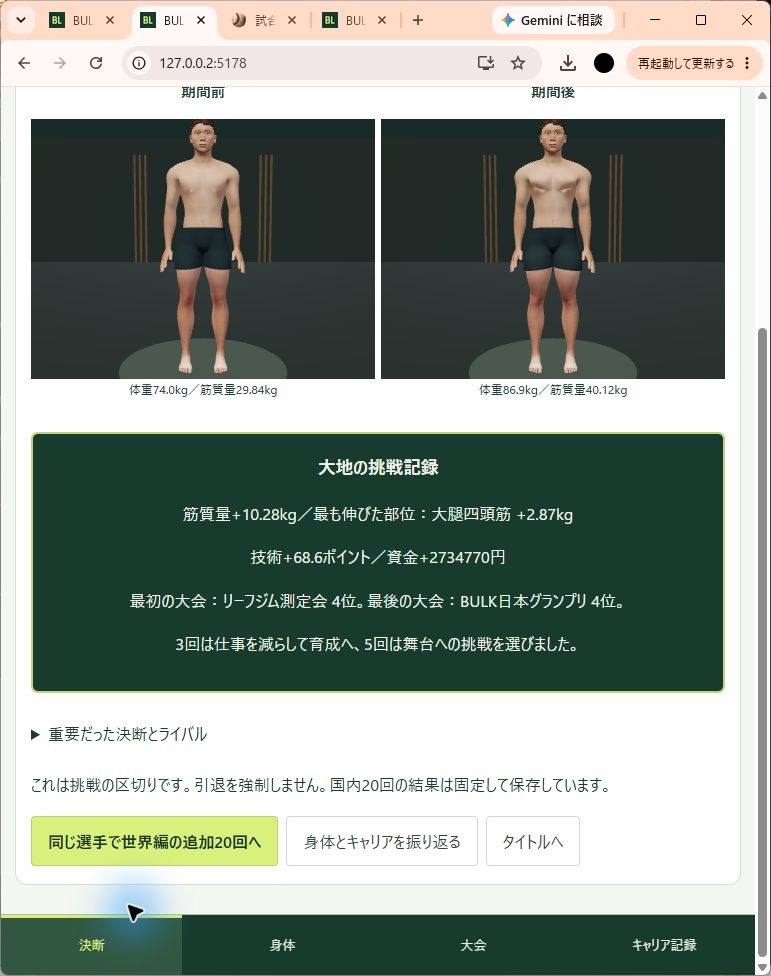 BL BUL
BL BUL
試合
BL BUL
Gemini に相談
127.0.0.2:5178
再起動して更新する
期間前
期間後
体重74.0kg／筋質量29.84kg
体重86.9kg／筋質量40.12kg
大地の挑戦記録
筋質量+10.28kg／最も伸びた部位：大腿四頭筋 +2.87kg
技術+68.6ポイント／資金+2734770円
最初の大会：リーフジム測定会 4位。最後の大会：BULK日本グランプリ 4位。
3回は仕事を減らして育成へ、5回は舞台への挑戦を選びました。
▶ 重要だった決断とライバル
これは挑戦の区切りです。引退を強制しません。国内20回の結果は固定して保存しています。
同じ選手で世界編の追加20回へ
身体とキャリアを振り返る
タイトルへ
決断
身体
大会
キャリア記録